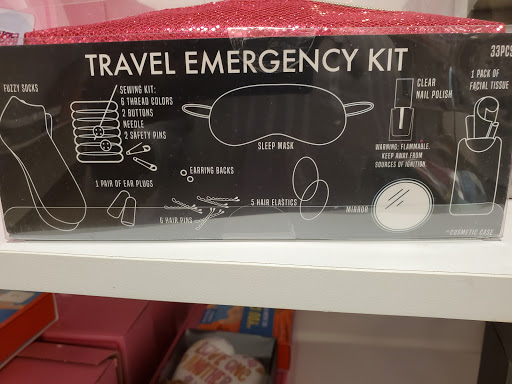 TRAVEL EMERGENCY KIT
33PCS
FUZZY SOCKS
SEWING KIT:
6 THREAD COLORS
2 BUTTONS
NEEDLE
2 SAFETY PINS
SLEEP MASK
CLEAR
NAIL POLISH
WARNING: FLAMMABLE.
KEEP AWAY FROM
SOURCES OF IGNITION.
1 PACK OF
FACIAL TISSUE
EARRING BACKS
1 PAIR OF EAR PLUGS
6 HAIR PINS
5 HAIR ELASTICS
MIRROR
*COSMETIC CASE